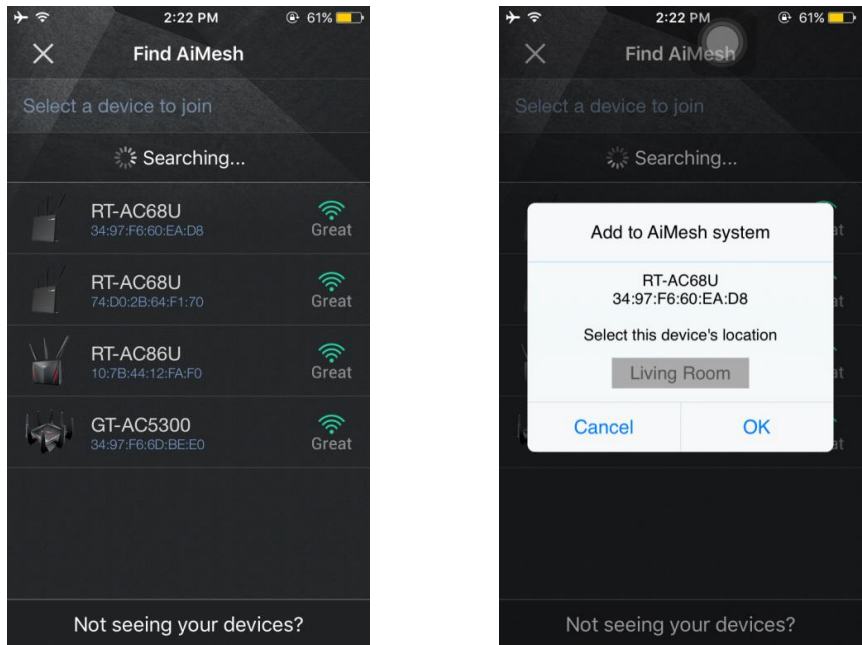 2:22 PM
61%
Find AiMesh
Select a device to join
Searching...
RT-AC68U
34:97:F6:60:EA:D8
Great
RT-AC68U
74:D0:2B:64:F1:70
Great
RT-AC86U
10:7B:44:12:FA:F0
Great
GT-AC5300
34:97:F6:6D:BE:E0
Great
Not seeing your devices?
2:22 PM
61%
Find AiMesh
Select a device to join
Searching...
at
Add to AiMesh system
RT-AC68U
34:97:F6:60:EA:D8
at
Select this device's location
Living Room
at
Cancel
OK
at
Not seeing your devices?